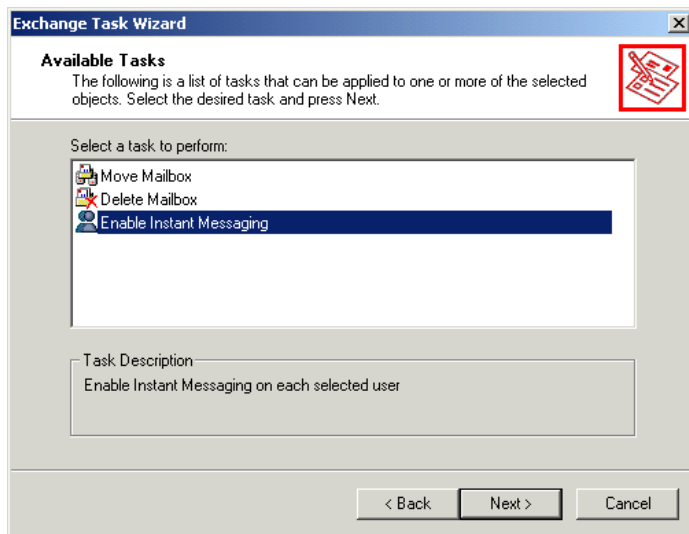 Exchange Task Wizard
Available Tasks
The following is a list of tasks that can be applied to one or more of the selected
objects. Select the desired task and press Next.
Select a task to perform:
Move Mailbox
Delete Mailbox
Enable Instant Messaging
Task Description
Enable Instant Messaging on each selected user
< Back Next > Cancel